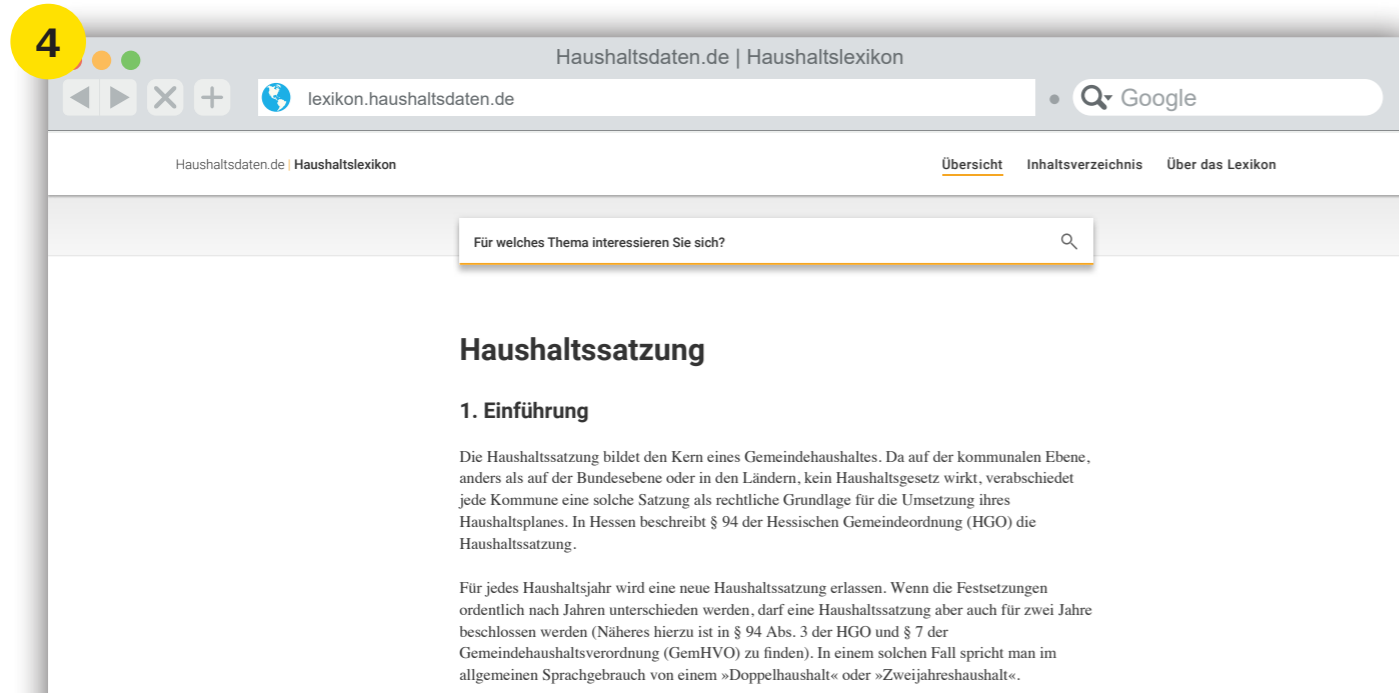 4
Haushaltsdaten.de | Haushaltslexikon
lexikon.haushaltsdaten.de
Google
Haushaltsdaten.de | Haushaltslexikon
Übersicht Inhaltsverzeichnis Über das Lexikon
Für welches Thema interessieren Sie sich?
Haushaltssatzung
1. Einführung
Die Haushaltssatzung bildet den Kern eines Gemeindehaushaltes. Da auf der kommunalen Ebene,
anders als auf der Bundesebene oder in den Ländern, kein Haushaltsgesetz wirkt, verabschiedet
jede Kommune eine solche Satzung als rechtliche Grundlage für die Umsetzung ihres
Haushaltsplanes. In Hessen beschreibt § 94 der Hessischen Gemeindeordnung (HGO) die
Haushaltssatzung.
Für jedes Haushaltsjahr wird eine neue Haushaltssatzung erlassen. Wenn die Festsetzungen
ordentlich nach Jahren unterschieden werden, darf eine Haushaltssatzung aber auch für zwei Jahre
beschlossen werden (Näheres hierzu ist in § 94 Abs. 3 der HGO und § 7 der
Gemeindehaushaltsverordnung (GemHVO) zu finden). In einem solchen Fall spricht man im
allgemeinen Sprachgebrauch von einem »Doppelhaushalt« oder »Zweijahreshaushalt«.